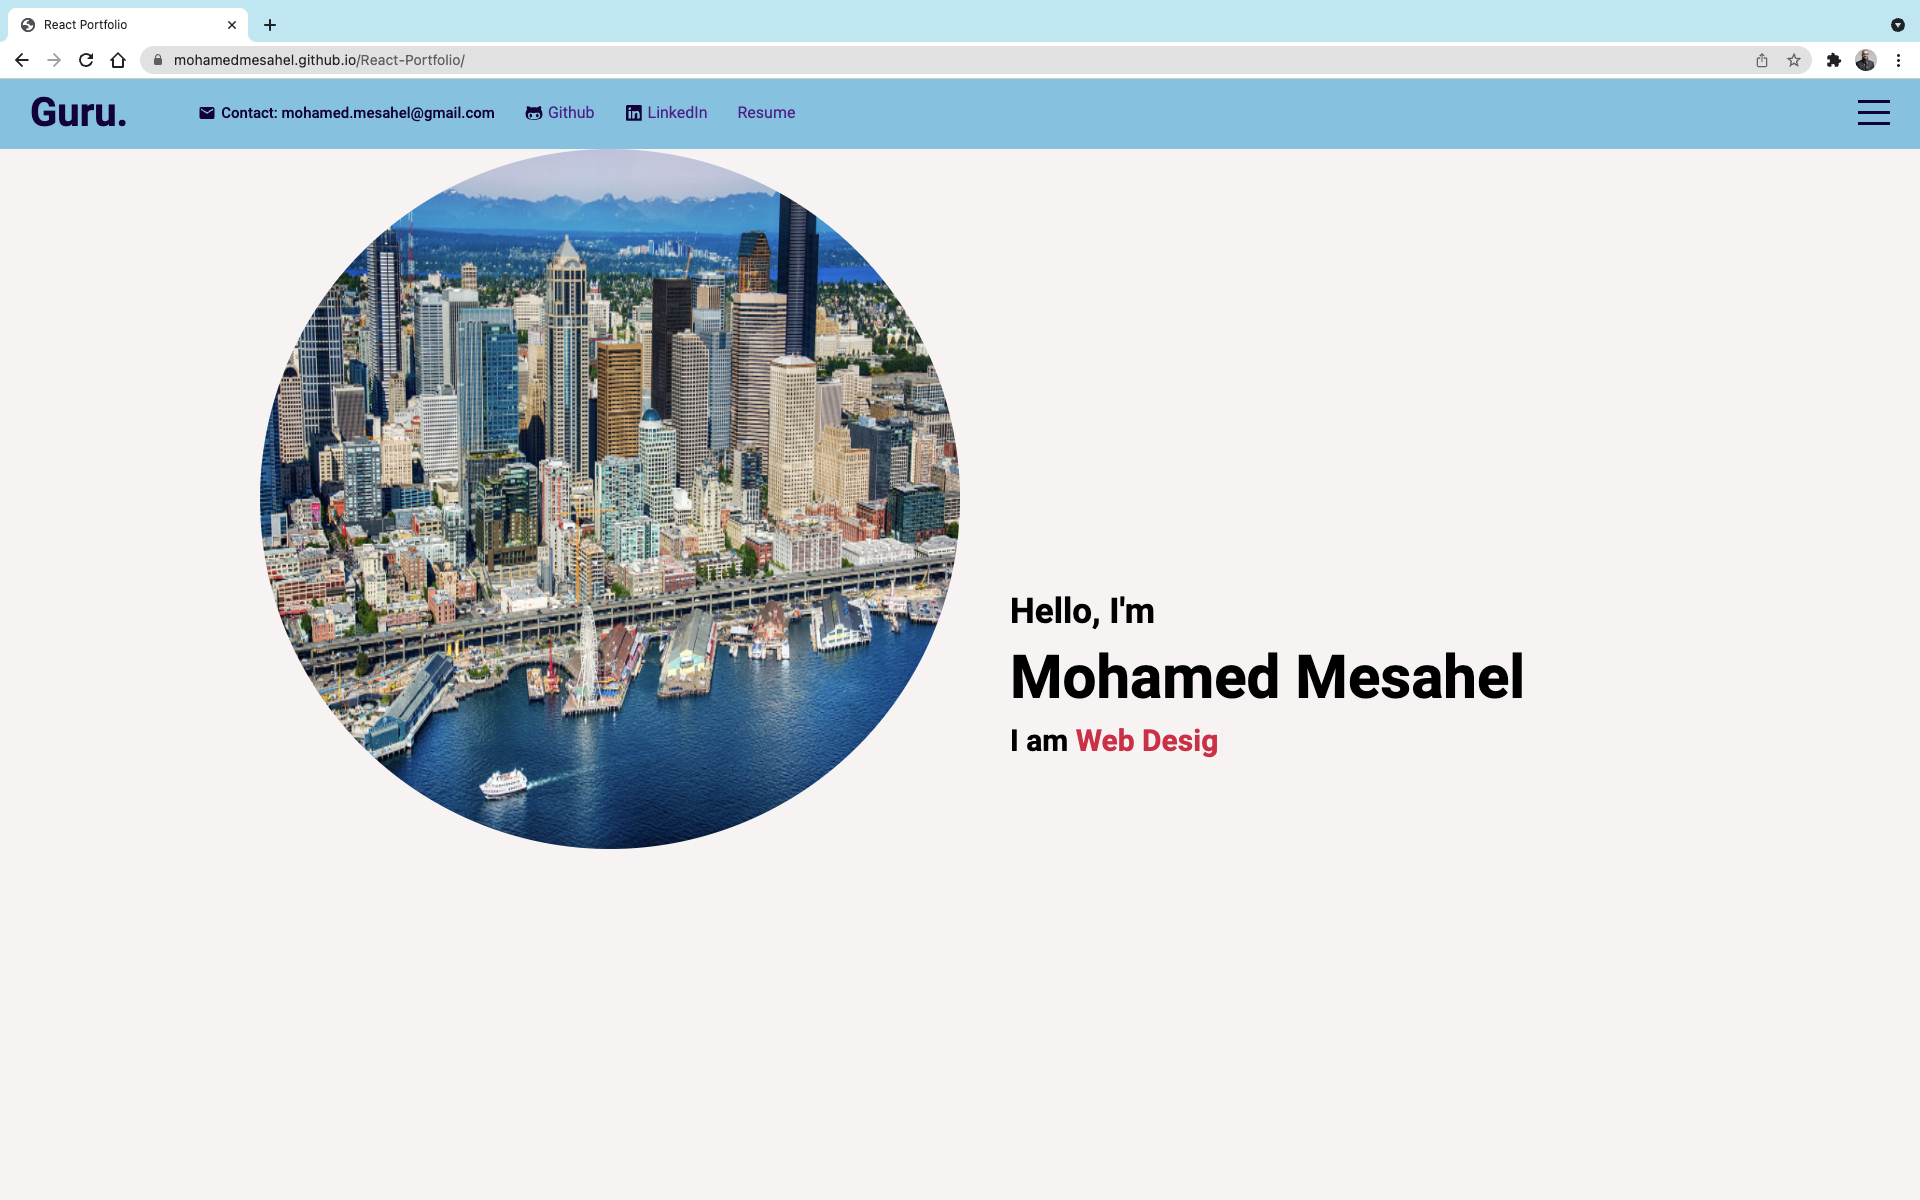 React Portfolio
mohamedmesahel.github.io/React-Portfolio/
Guru.
Contact: mohamed.mesahel@gmail.com
Github
LinkedIn
Resume
Hello, I'm
Mohamed Mesahel
I am Web Desig